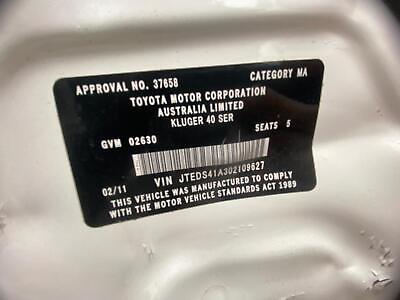 APPROVAL NO. 37658 CATEGORY MA
TOYOTA MOTOR CORPORATION
AUSTRALIA LIMITED
KLUGER 40 SER
GVM 02630 SEATS 5
VIN JTEDS41A302109627
02/11
THIS VEHICLE WAS MANUFACTURED TO COMPLY
WITH THE MOTOR VEHICLE STANDARDS ACT 1989